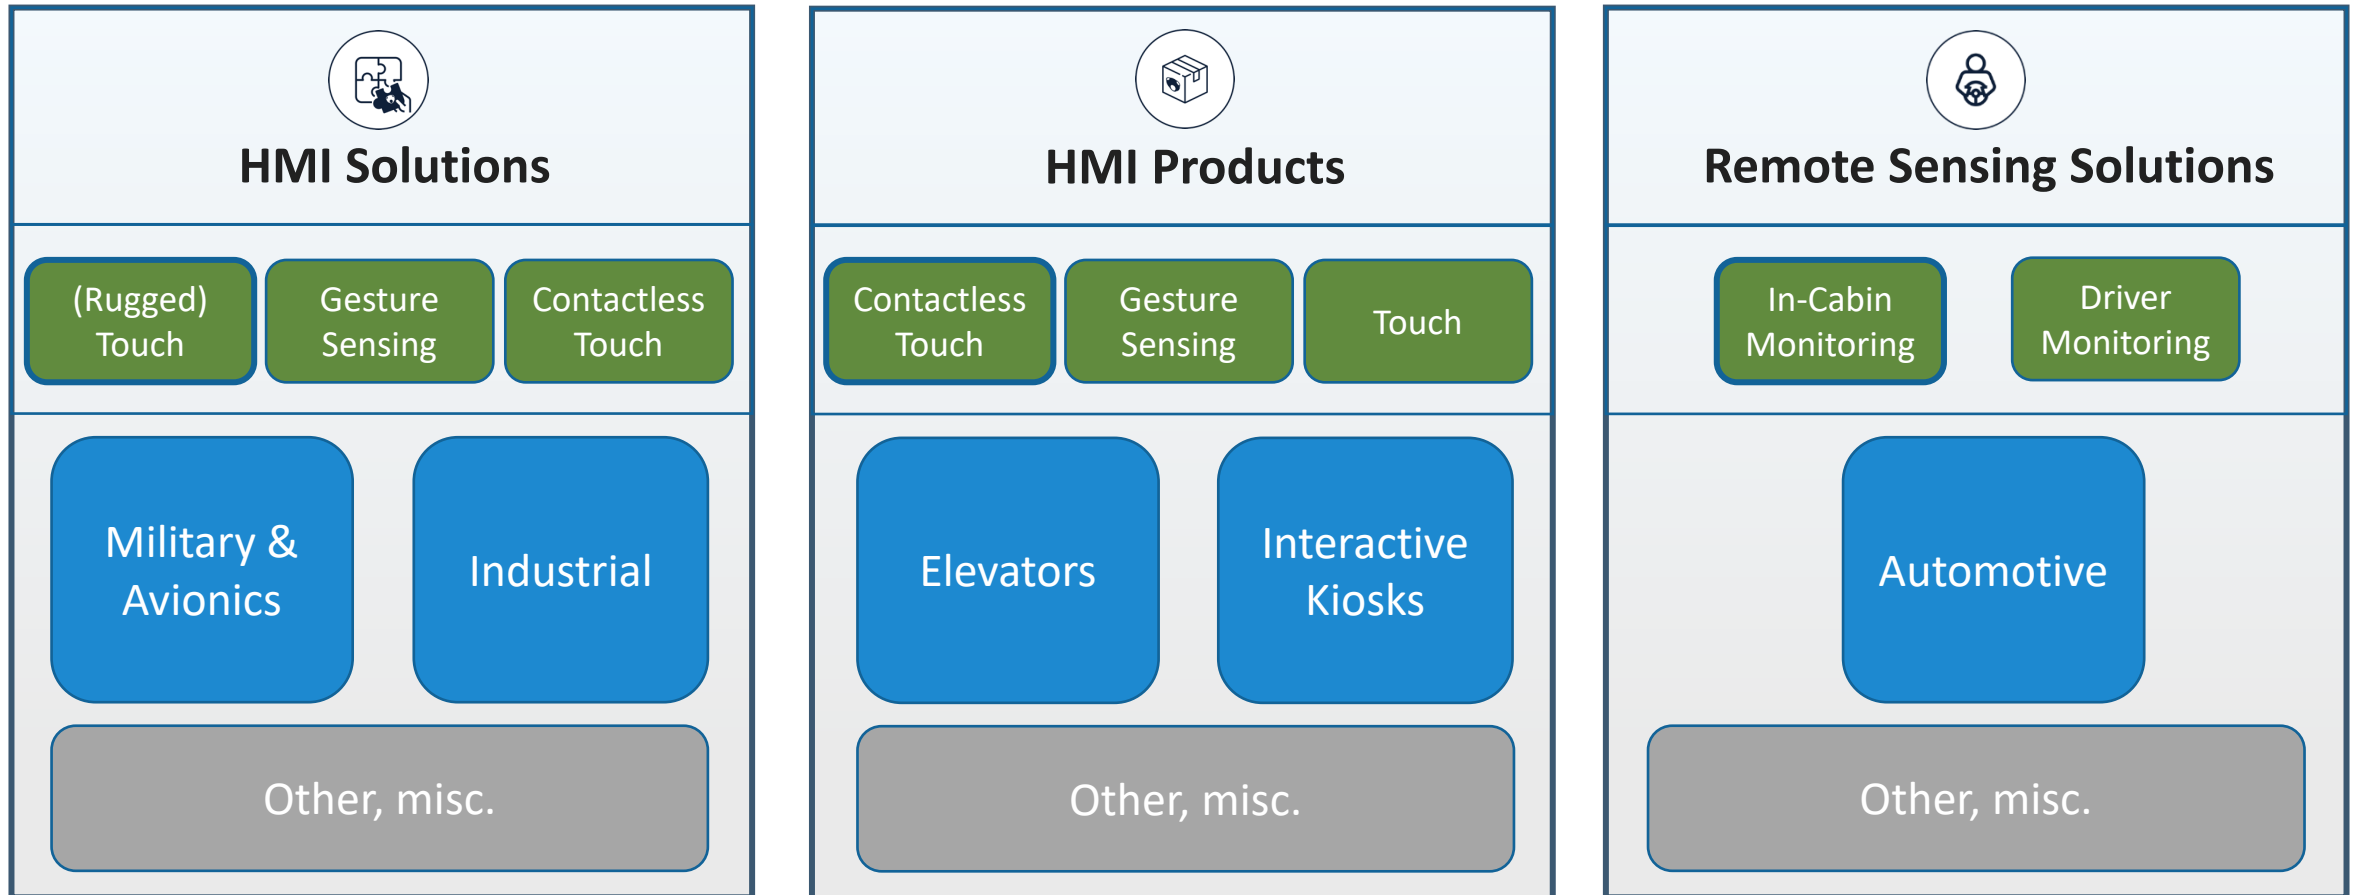 HMI Solutions
(Rugged)
Touch
Gesture
Sensing
Contactless
Touch
Military &
Avionics
Industrial
Other, misc.
HMI Products
Contactless
Touch
Gesture
Sensing
Touch
Elevators
Interactive
Kiosks
Other, misc.
Remote Sensing Solutions
In-Cabin
Monitoring
Driver
Monitoring
Automotive
Other, misc.